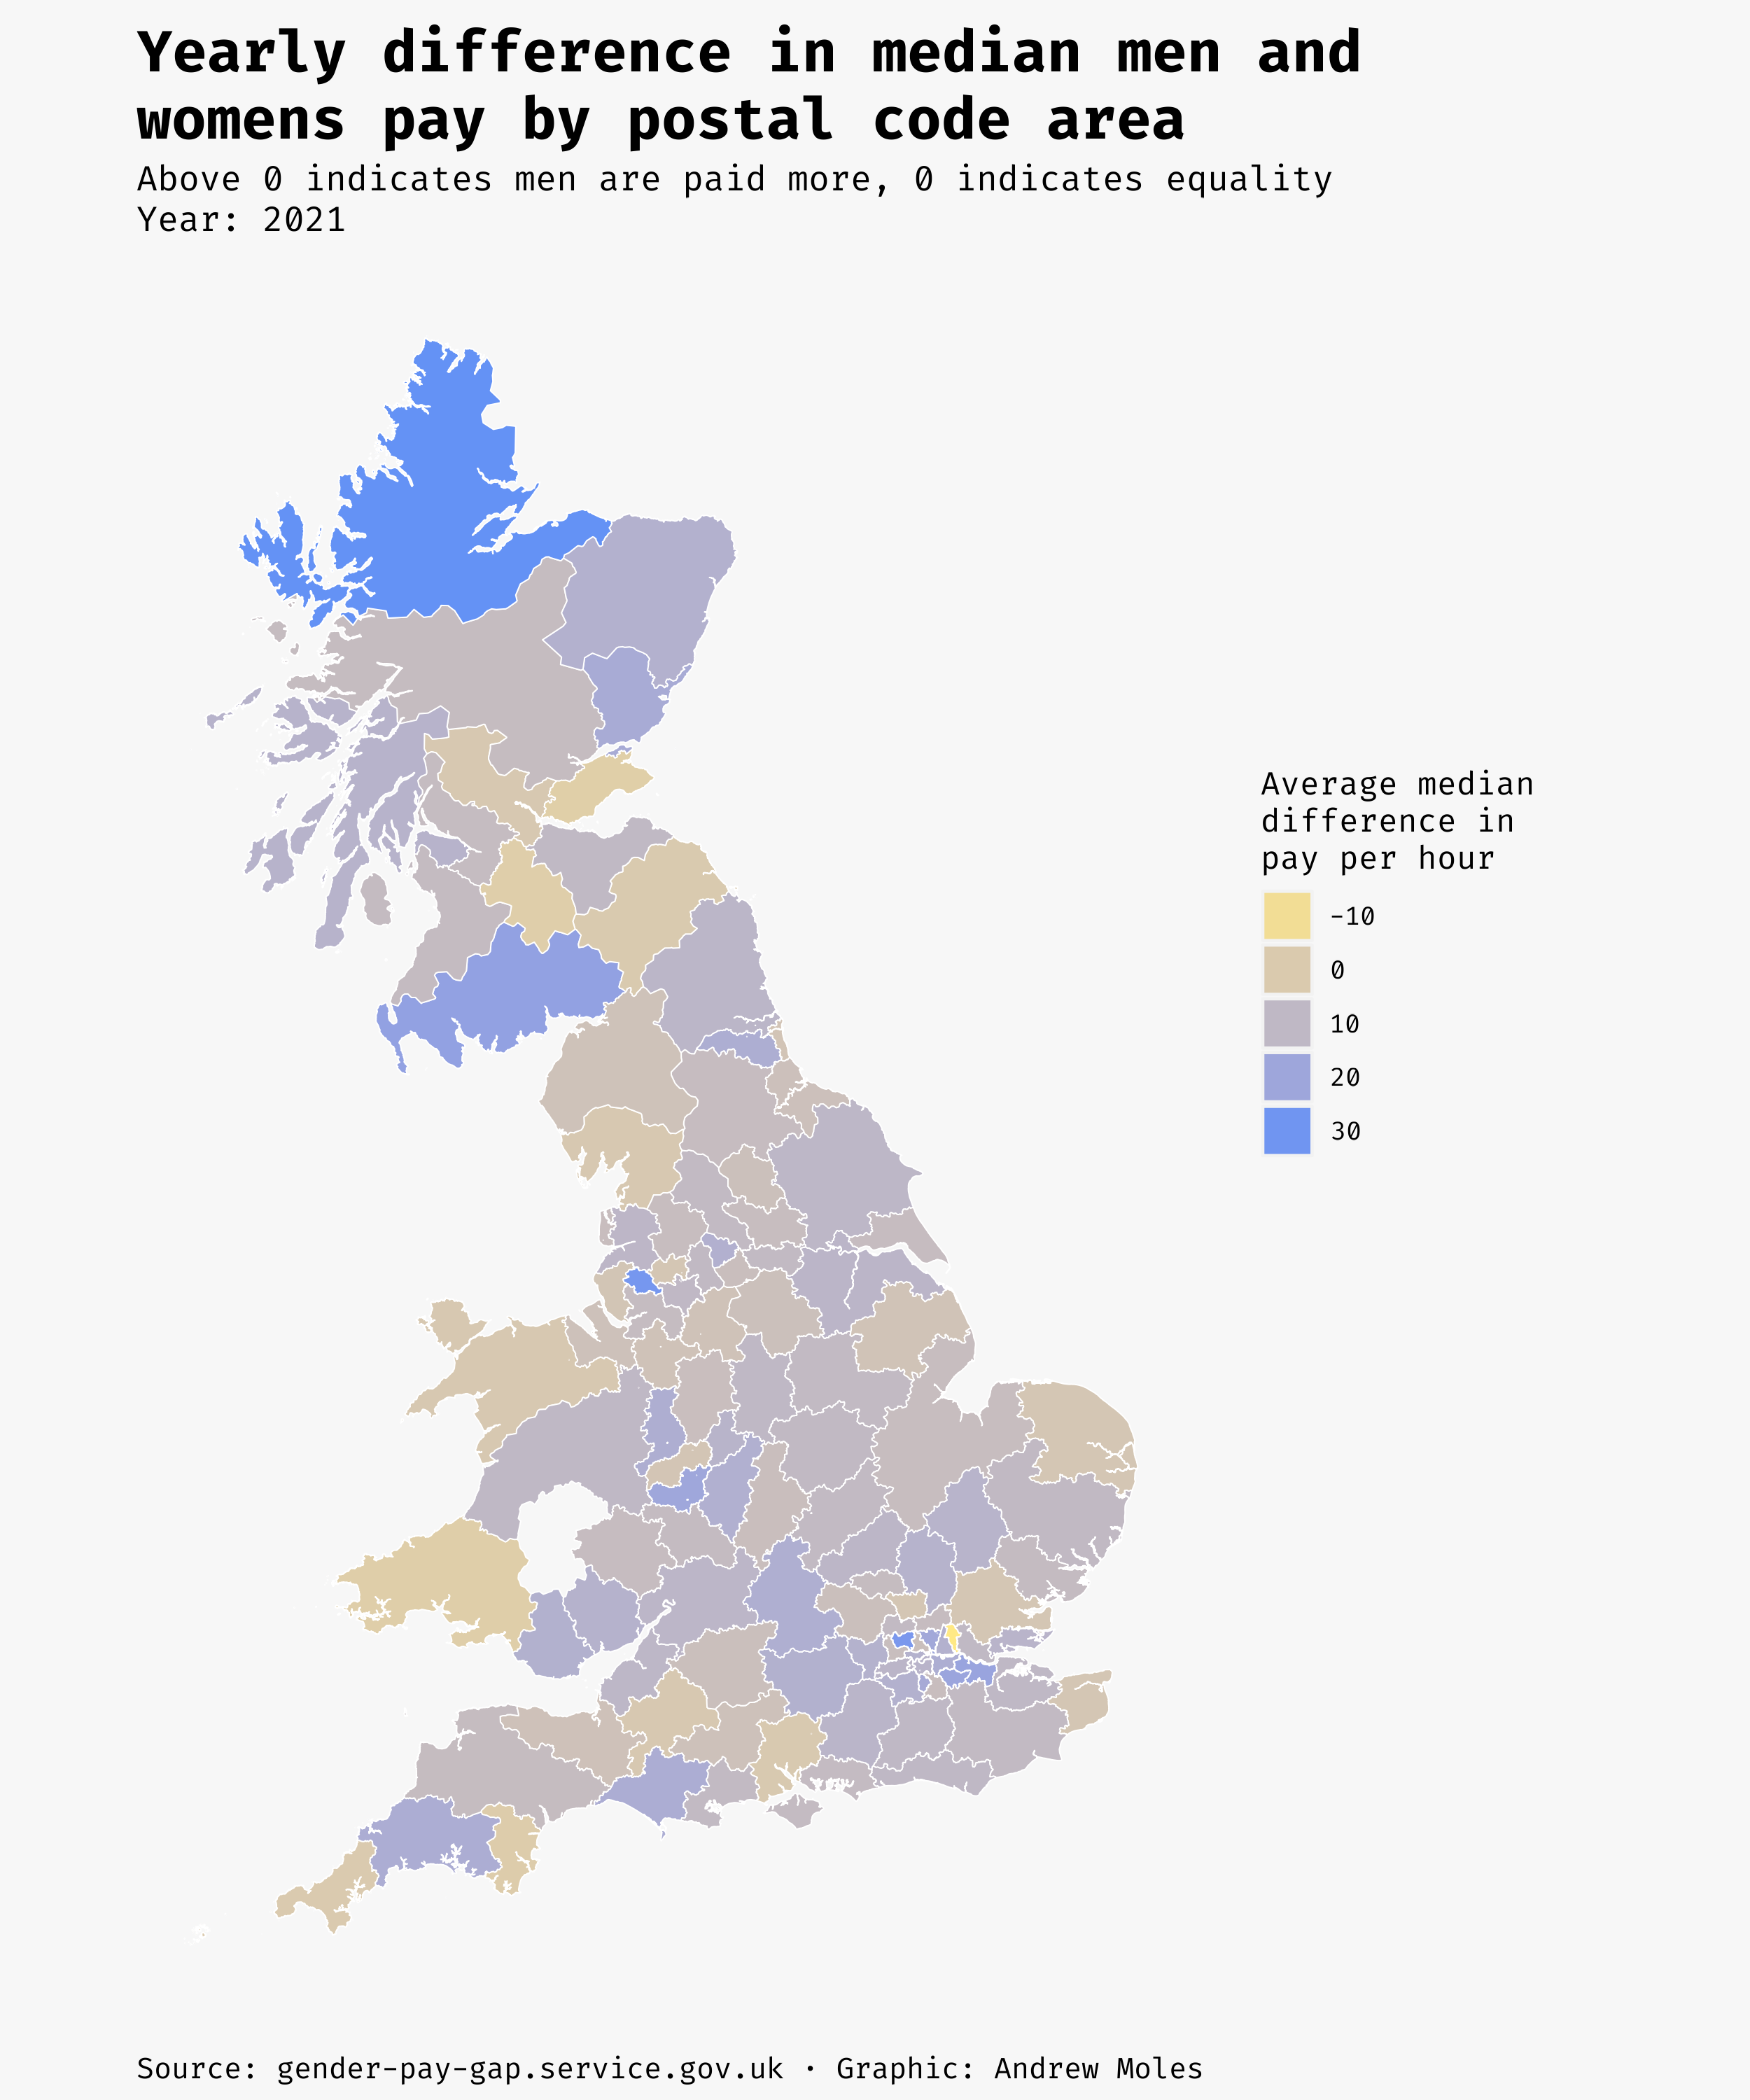 Yearly difference in median men and
womens pay by postal code area
Above 0 indicates men are paid more, 0 indicates equality
Year: 2021
Average median
difference in
pay per hour
-10
0
10
20
30
Source: gender-pay-gap.service.gov.uk · Graphic: Andrew Moles